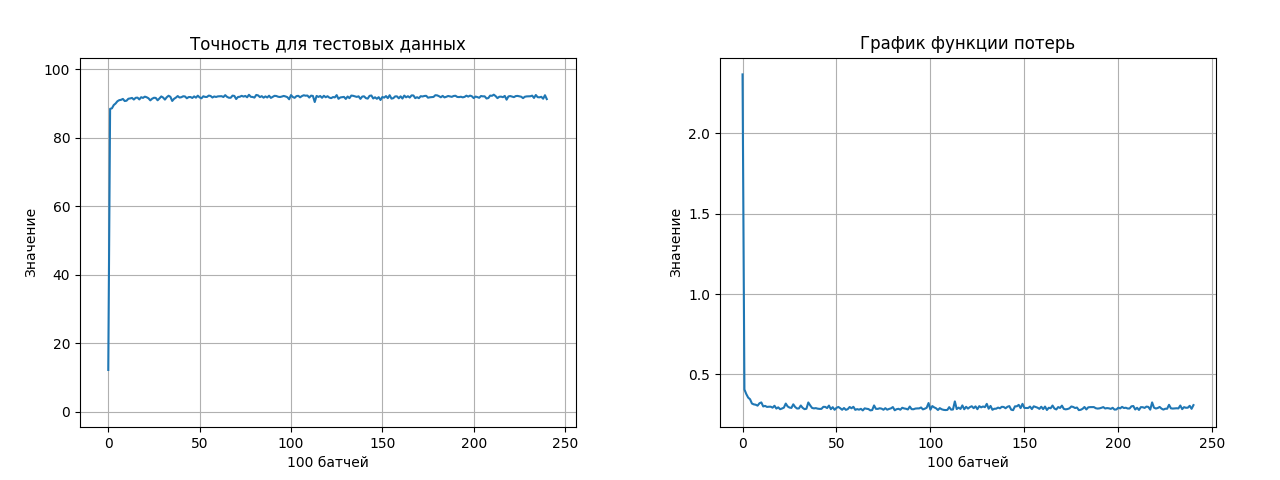 Точность для тестовых данных
100
80
60
40
20
0
Значение
0 50 100 150 200 250
100 батчей
График функции потерь
2.0
1.5
1.0
0.5
Значение
0 50 100 150 200 250
100 батчей